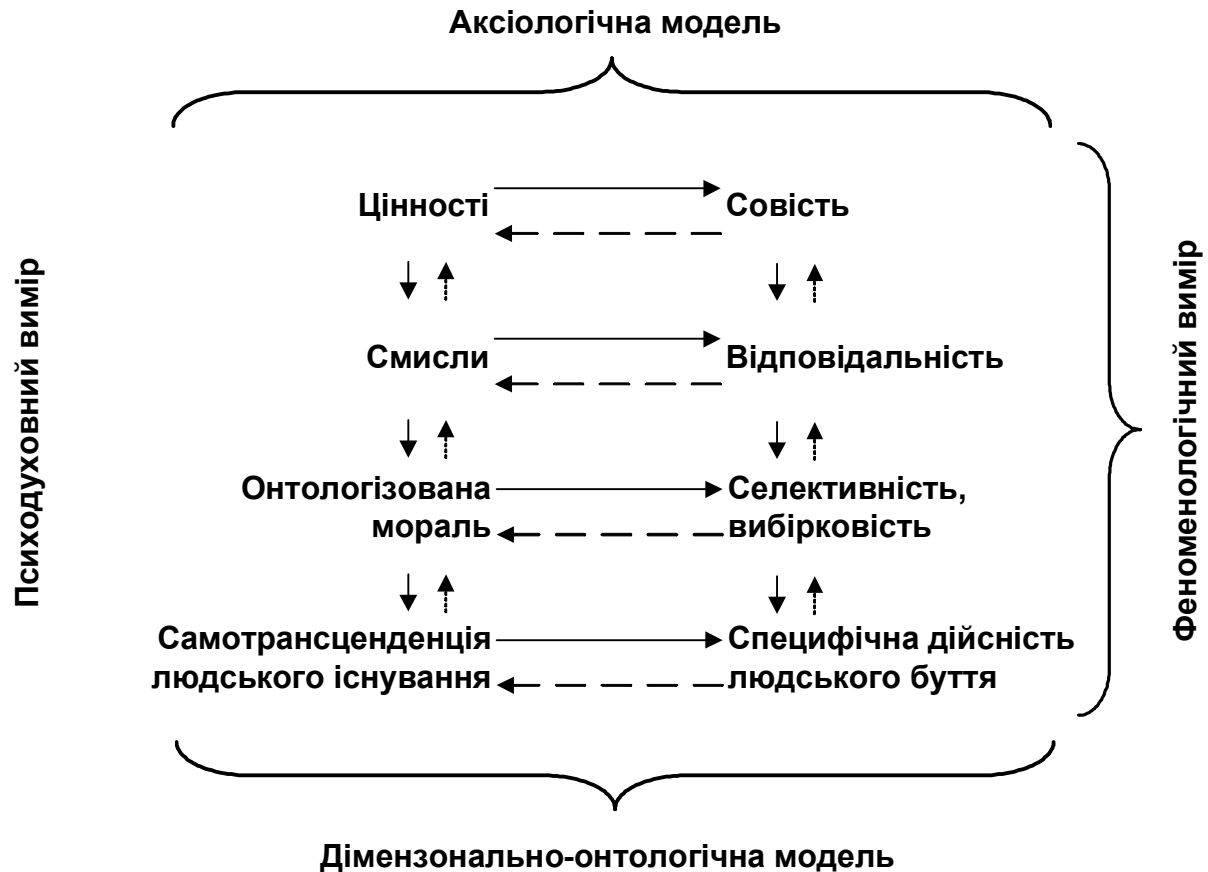 Аксіологічна модель
Психодуховний вимір
Феноменологічний вимір
Цінності
Совість
Смисли
Відповідальність
Онтологізована
мораль
Селективність,
вибірковість
Самотрансценденція
людського існування
Специфічна дійсність
людського буття
Дімензонально-онтологічна модель